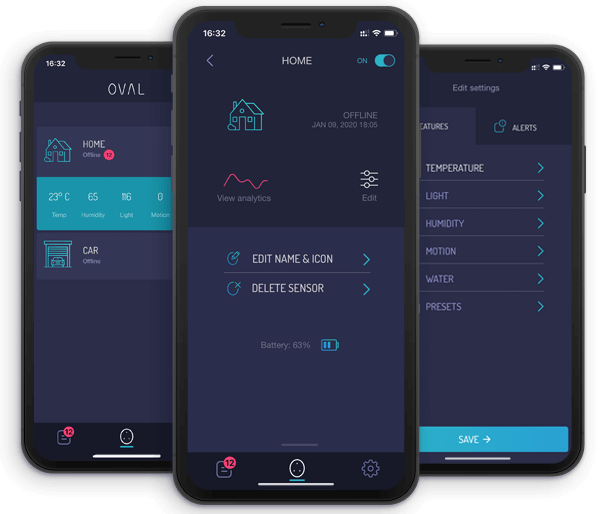 16:32
OVAL
HOME
Offline 12
23° C 65 116 0
Temp Humidity Light Motion
CAR
Offline
12
16:32
HOME
ON
OFFLINE
JAN 09, 2020 18:05
View analytics
Edit
EDIT NAME & ICON
DELETE SENSOR
Battery: 63%
12
Edit settings
EATURES
ALERTS
TEMPERATURE
LIGHT
HUMIDITY
MOTION
WATER
PRESETS
SAVE →